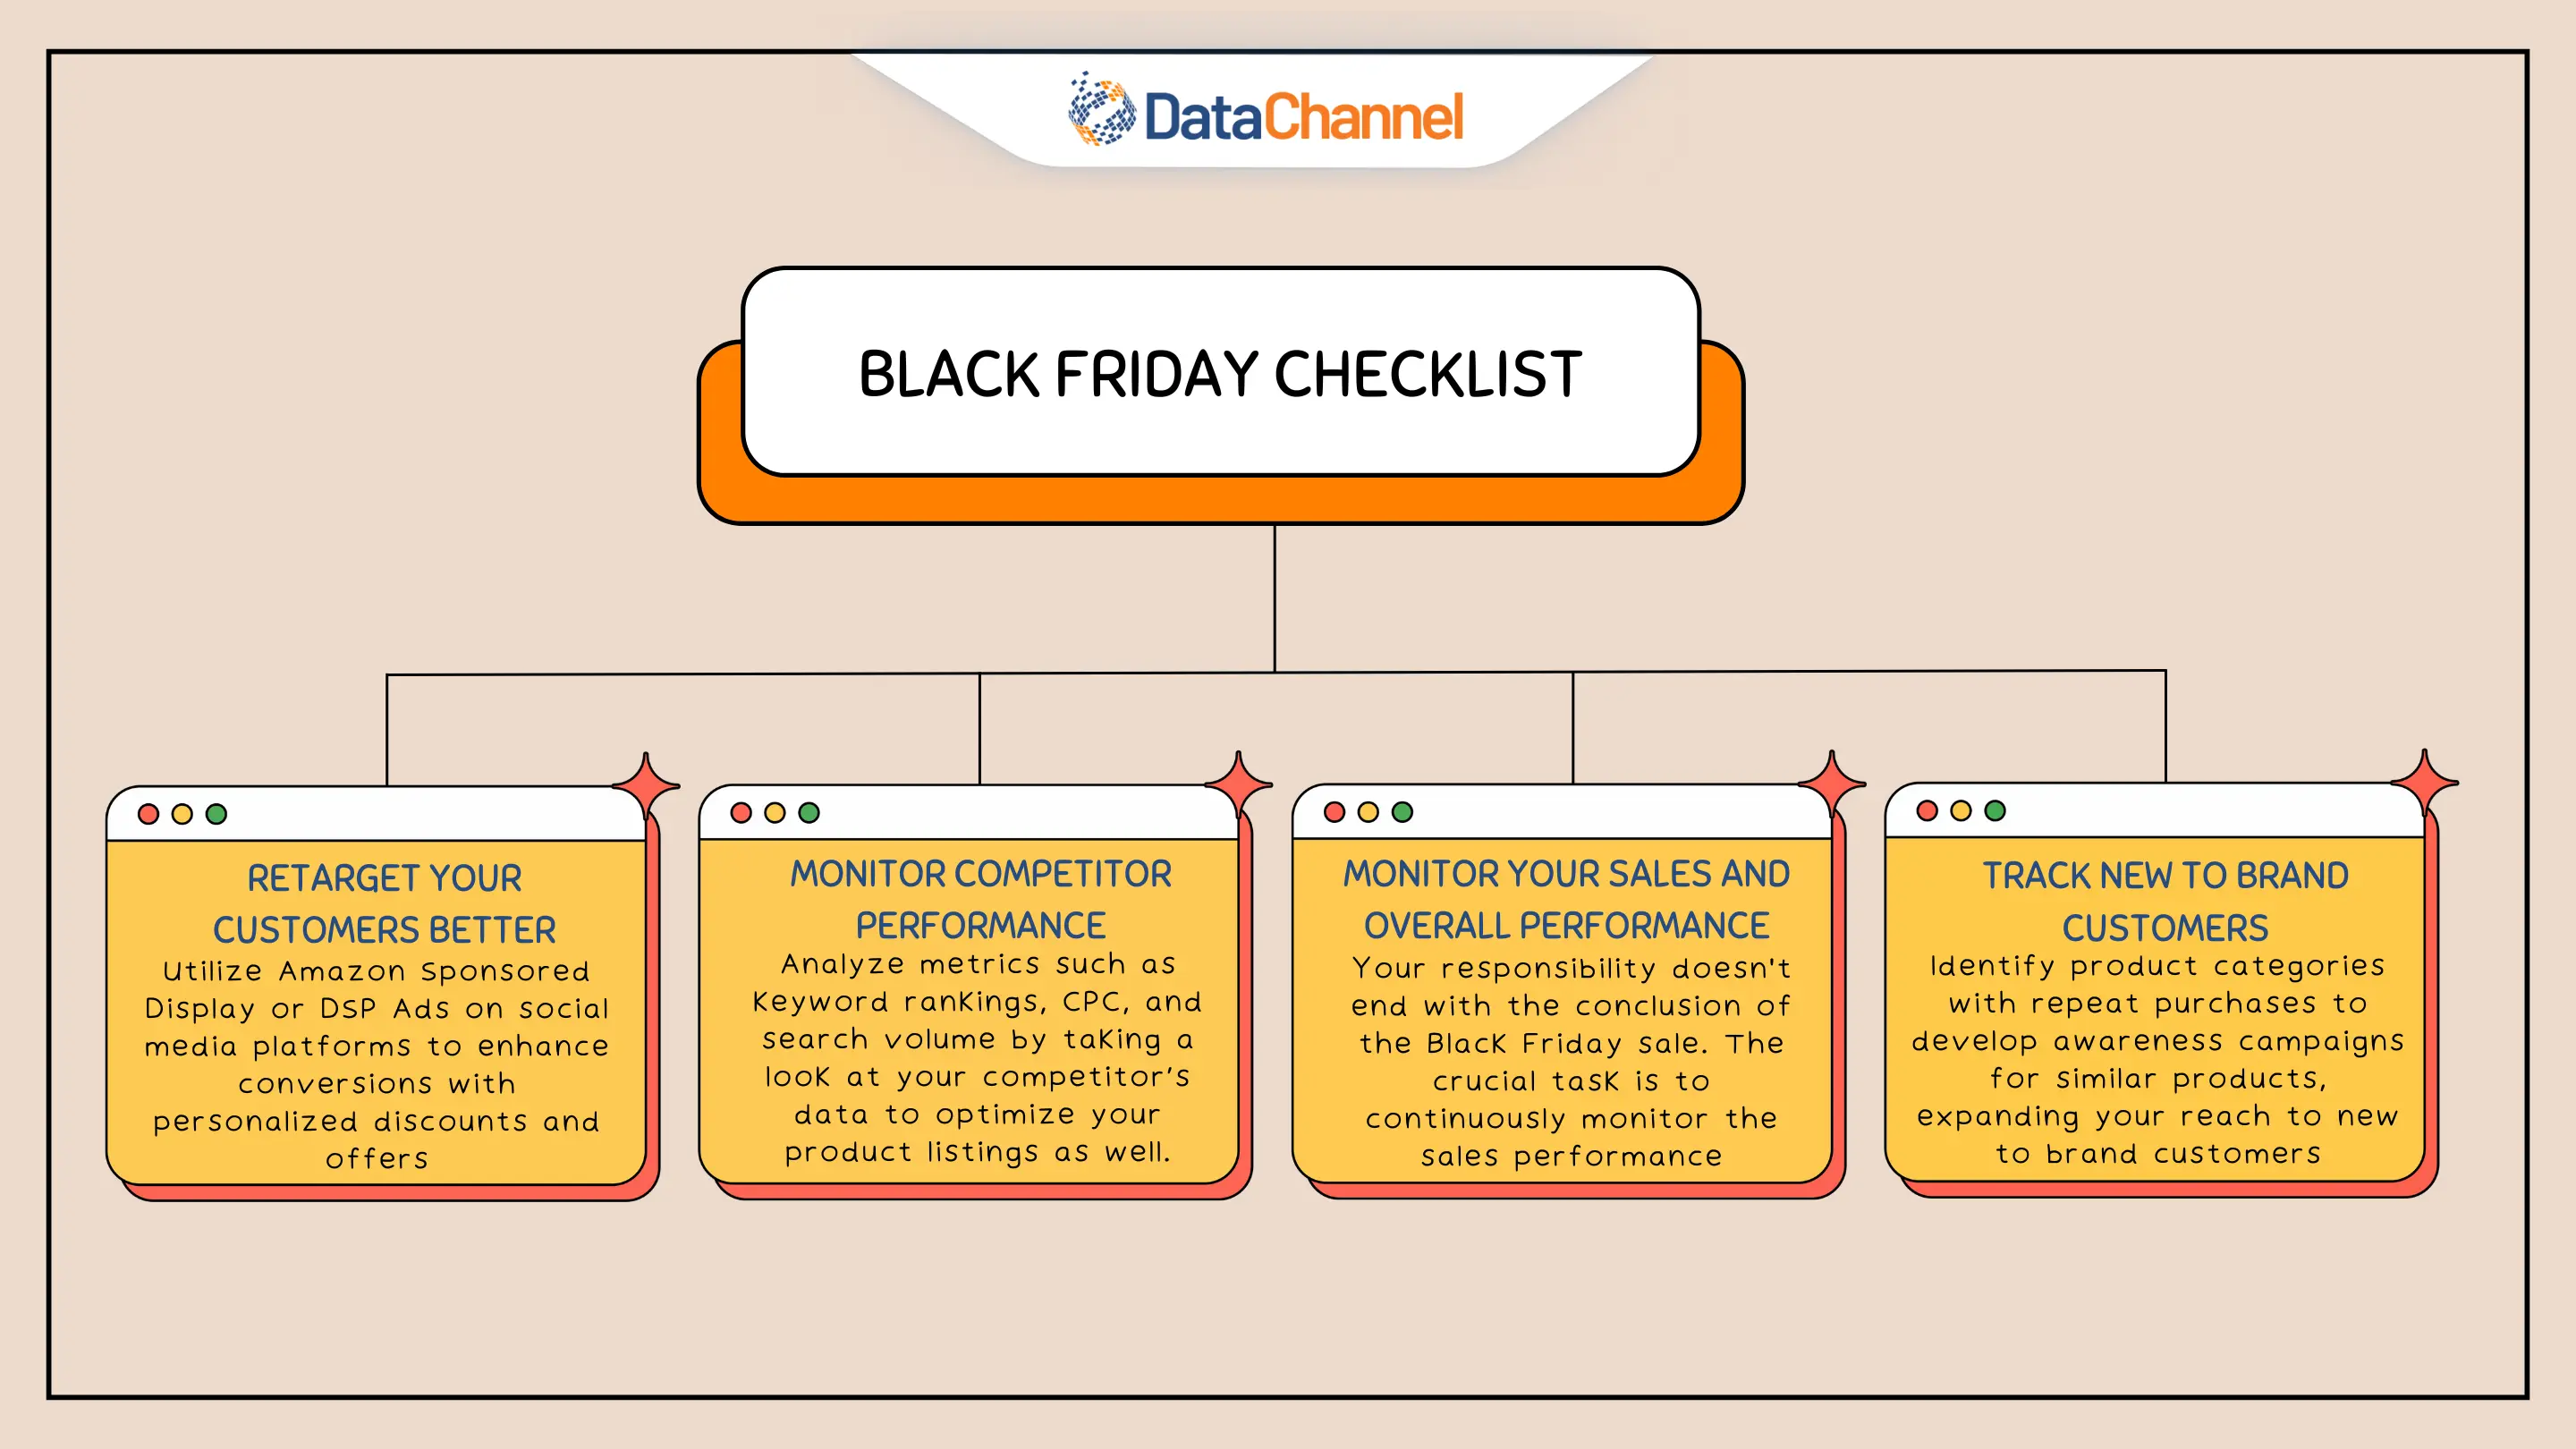 DataChannel
BLACK FRIDAY CHECKLIST
RETARGET YOUR
CUSTOMERS BETTER
Utilize Amazon Sponsored
Display or DSP Ads on social
media platforms to enhance
conversions with
personalized discounts and
offers
MONITOR COMPETITOR
PERFORMANCE
Analyze metrics such as
keyword rankings, CPC, and
search volume by taking a
look at your competitor's
data to optimize your
product listings as well.
MONITOR YOUR SALES AND
OVERALL PERFORMANCE
Your responsibility doesn't
end with the conclusion of
the Black Friday sale. The
crucial task is to
continuously monitor the
sales performance
TRACK NEW TO BRAND
CUSTOMERS
Identify product categories
with repeat purchases to
develop awareness campaigns
for similar products,
expanding your reach to new
to brand customers